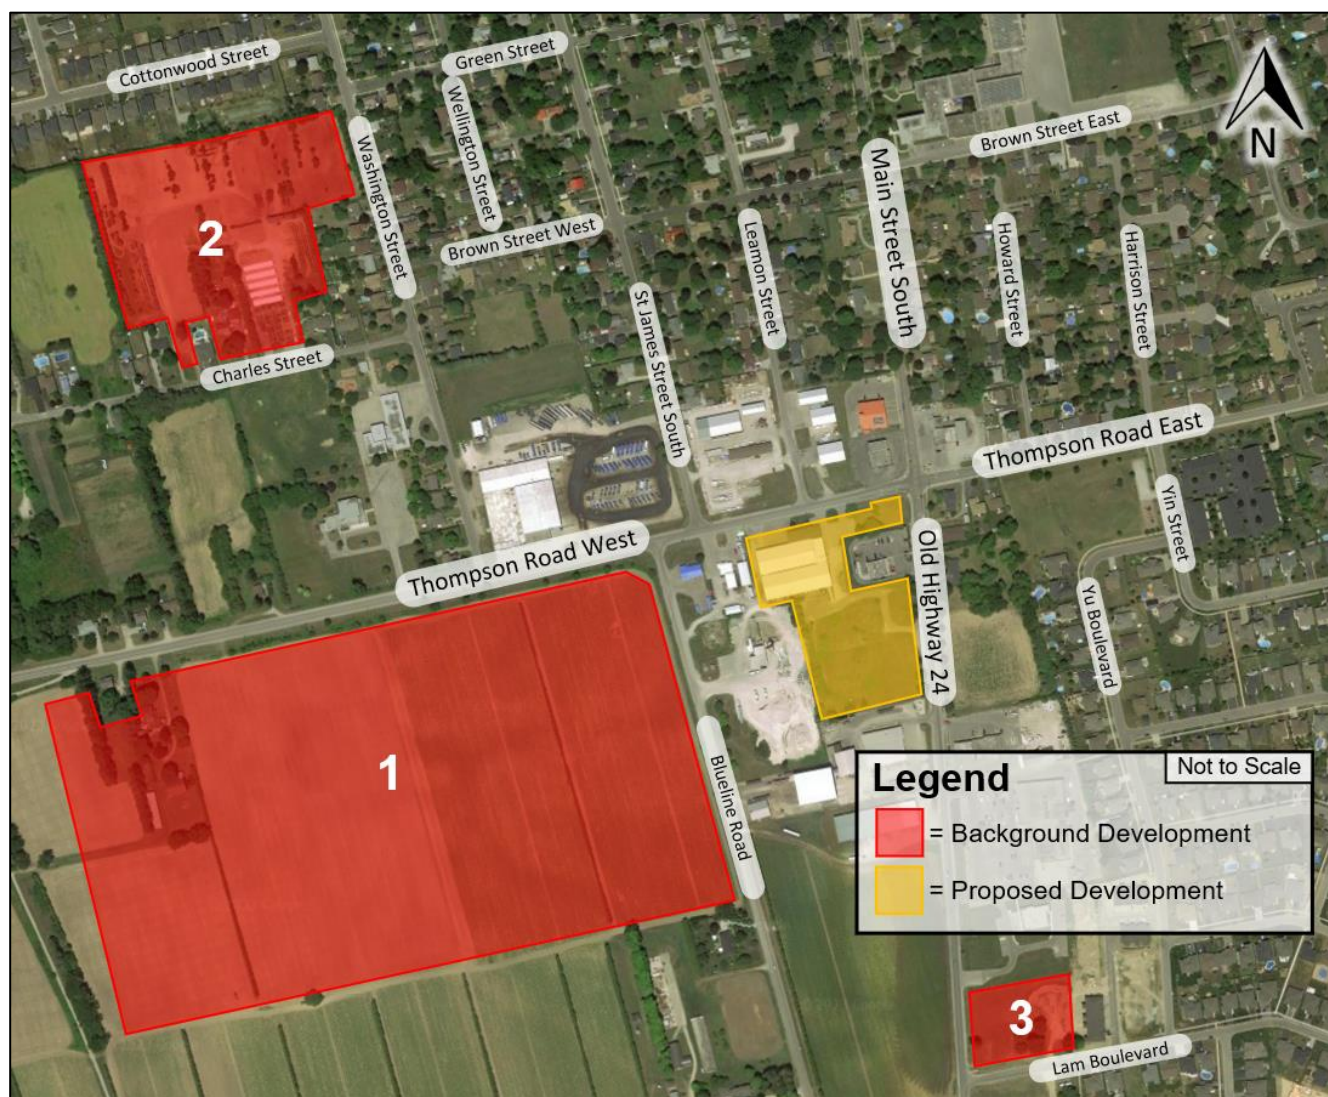 Cottonwood Street
Green Street
Wellington Street
Washington Street
Brown Street East
Main Street South
N
2
Brown Street West
Leamon Street
Howard Street
Harrison Street
St James Street South
Charles Street
Thompson Road East
Yin Street
Thompson Road West
Old Highway 24
Yu Boulevard
1
Blueline Road
Legend
Not to Scale
= Background Development
= Proposed Development
3
Lam Boulevard